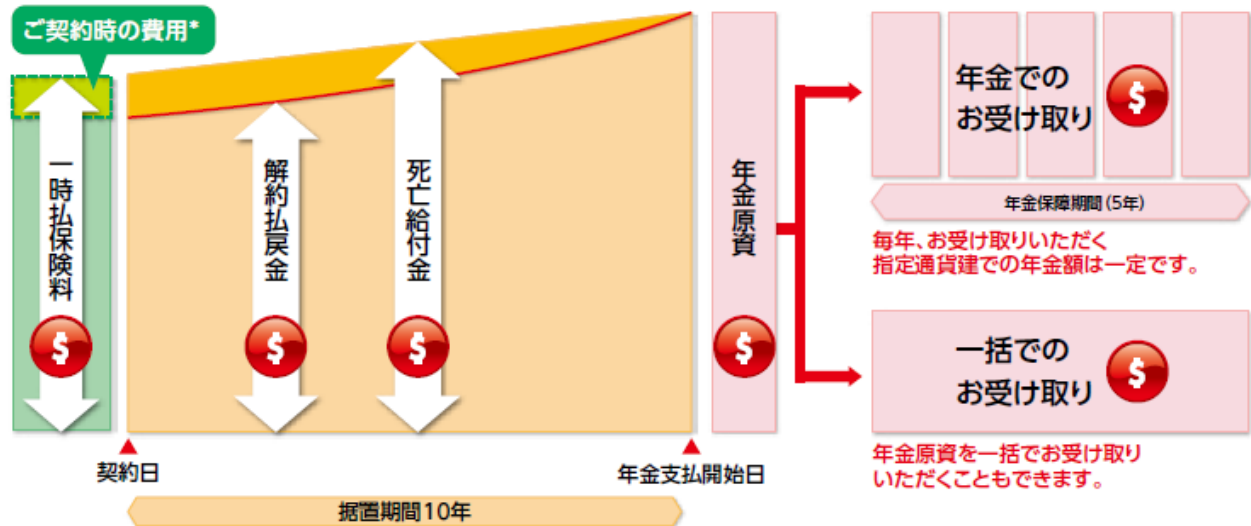 ご契約時の費用*
一時払保険料
$
解約払戻金
$
死亡給付金
$
年金原資
$
契約日
年金支払開始日
据置期間10年
年金での
お受け取り
$
年金保障期間(5年)
毎年、お受け取りいただく
指定通貨建での年金額は一定です。
一括での
お受け取り
$
年金原資を一括でお受け取り
いただくこともできます。